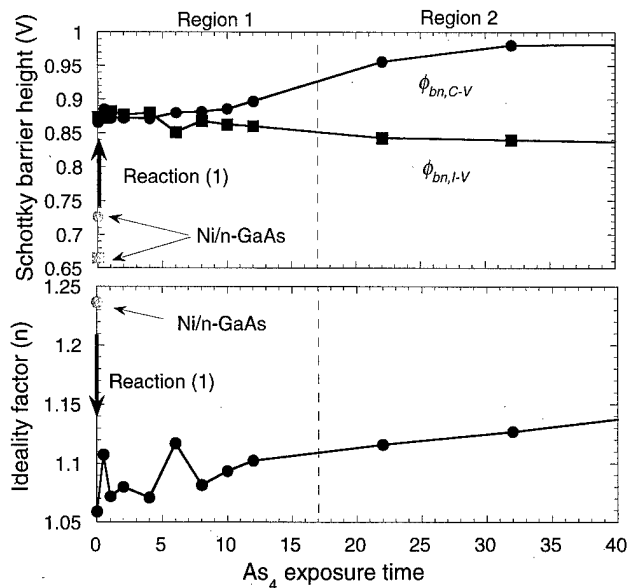 Region 1 Region 2
Schottky barrier height (V)
1
0.95
0.9
0.85
0.8
0.75
0.7
0.65
ϕbn,C-V
ϕbn,I-V
Reaction (1)
Ni/n-GaAs
Ideality factor (n)
1.25
1.2
1.15
1.1
1.05
Ni/n-GaAs
Reaction (1)
0 5 10 15 20 25 30 35 40
As4 exposure time